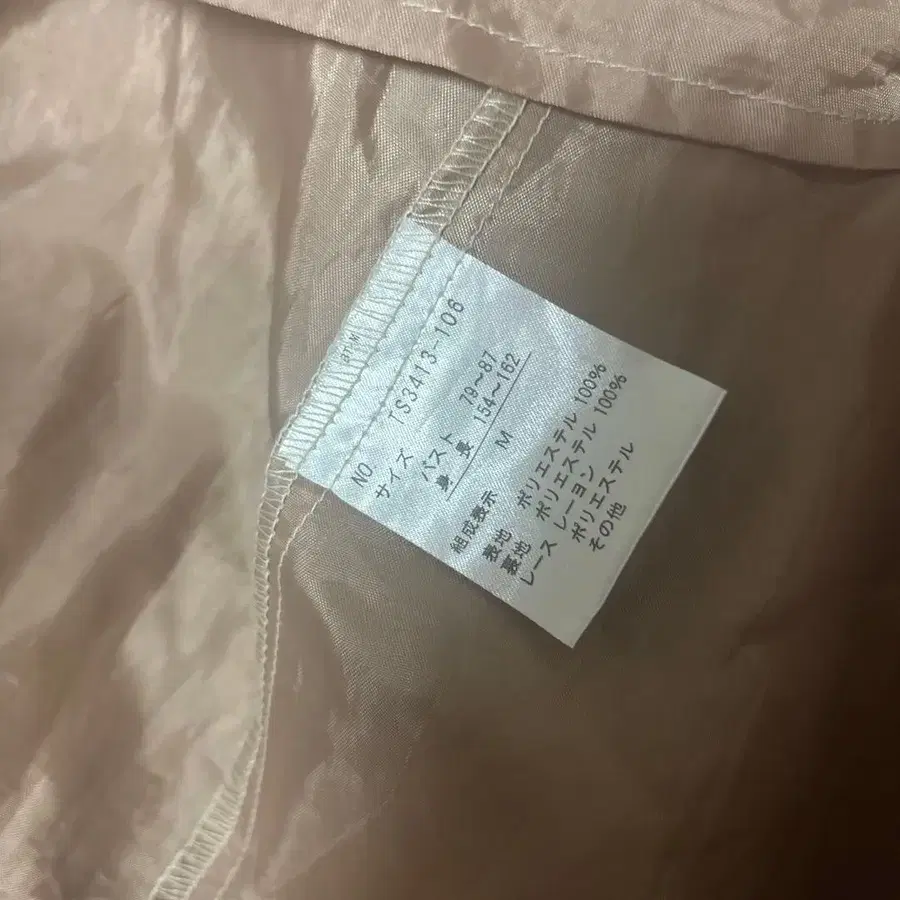 NO TS3413-106
サイズ
バスト 79〜87
身長 154〜162
M
組成表示
表地 ポリエステル 100%
裏地 ポリエステル 100%
レース レーヨン
ポリエステル
その他